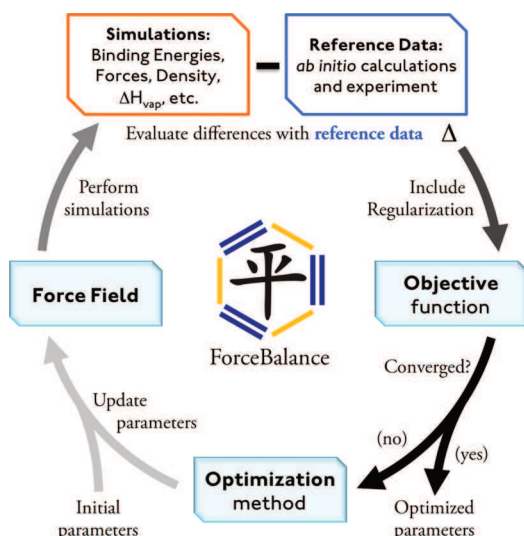 Simulations:
Binding Energies,
Forces, Density,
ΔHvap, etc.
Reference Data:
ab initio calculations
and experiment
Evaluate differences with reference data Δ
Perform
simulations
Include
Regularization
Force Field
平
ForceBalance
Objective
function
Converged?
Update
parameters
(no)
(yes)
Optimization
method
Initial
parameters
Optimized
parameters